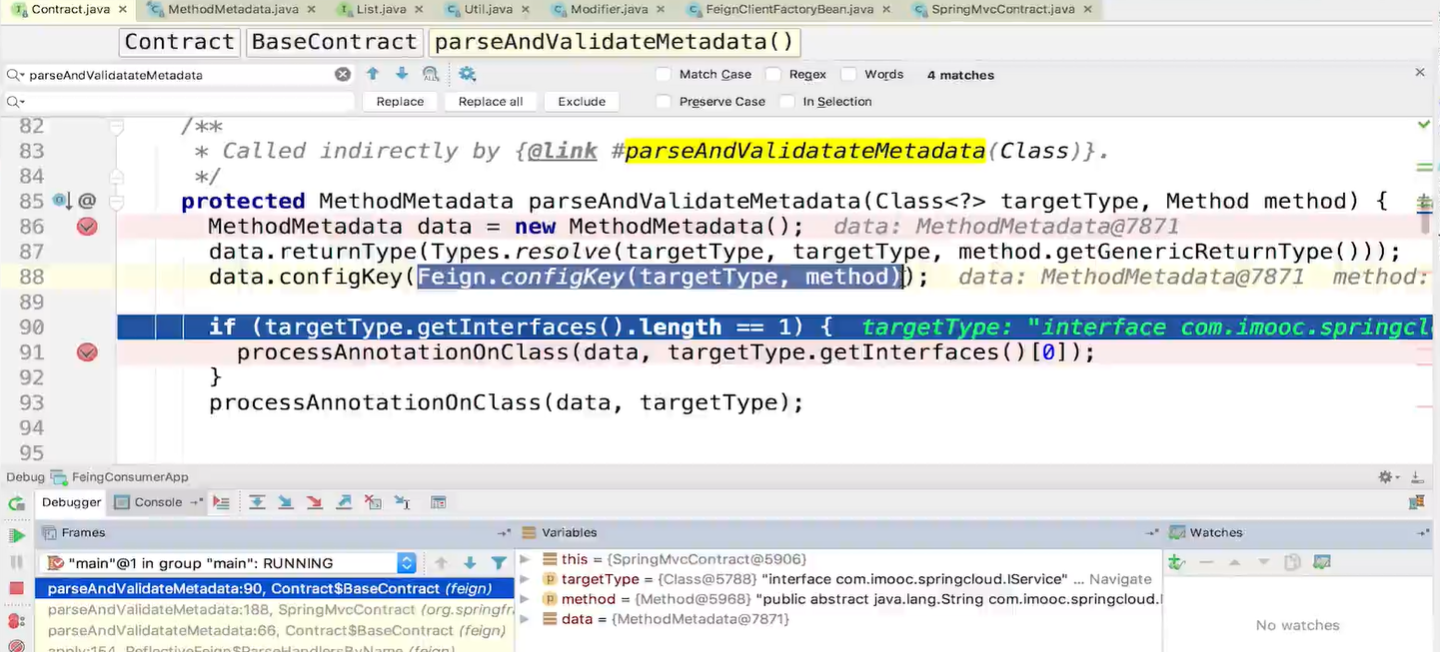 Contract.java × MethodMetadata.java × List.java × Util.java × Modifier.java × FeignClientFactoryBean.java × SpringMvcContract.java ×
Contract BaseContract parseAndValidateMetadata()
parseAndValidatateMetadata Match Case Regex Words 4 matches
Replace Replace all Exclude Preserve Case In Selection
82 /**
83 * Called indirectly by {@link #parseAndValidatateMetadata(Class)}.
84 */
85 protected MethodMetadata parseAndValidateMetadata(Class<?> targetType, Method method) {
86 MethodMetadata data = new MethodMetadata(); data: MethodMetadata@7871
87 data.returnType(Types.resolve(targetType, targetType, method.getGenericReturnType()));
88 data.configKey(Feign.configKey(targetType, method)); data: MethodMetadata@7871 method:
89
90 if (targetType.getInterfaces().length == 1) { targetType: "interface com.imooc.springcl
91 processAnnotationOnClass(data, targetType.getInterfaces()[0]);
92 }
93 processAnnotationOnClass(data, targetType);
94
95
Debug FeingConsumerApp
Debugger Console
Frames Variables Watches
"main"@1 in group "main": RUNNING
parseAndValidateMetadata:90, Contract$BaseContract (feign)
parseAndValidateMetadata:188, SpringMvcContract (org.springfr
parseAndValidatateMetadata:66, Contract$BaseContract (feign)
apply:154, ReflectiveFeign$ParseHandlersByName (feign)
this = {SpringMvcContract@5906}
targetType = {Class@5788} "interface com.imooc.springcloud.IService" ... Navigate
method = {Method@5968} "public abstract java.lang.String com.imooc.springcloud.
data = {MethodMetadata@7871}
No watches